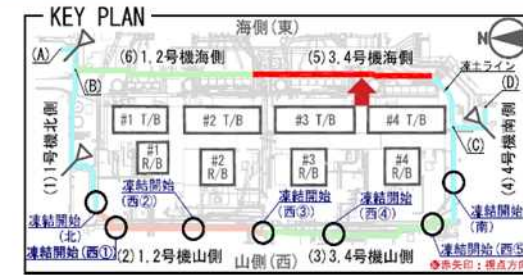 KEY PLAN
海側(東)
N
(A)
(6)1.2号機海側
(5)3.4号機海側
凍土ライン
(B)
(D)
#1 T/B
#2 T/B
#3 T/B
#4 T/B
(C)
(1)1号機北側
#1
R/B
#2
R/B
#3
R/B
#4
R/B
(4)4号機南側
凍結開始
(西②)
凍結開始
(西③)
凍結開始
(西④)
凍結開始
(北)
凍結開始
(南)
凍結開始(西①)
(2)1.2号機山側
(3)3.4号機山側
凍結開始(西⑤
山側(西)
※赤矢印:視点方向